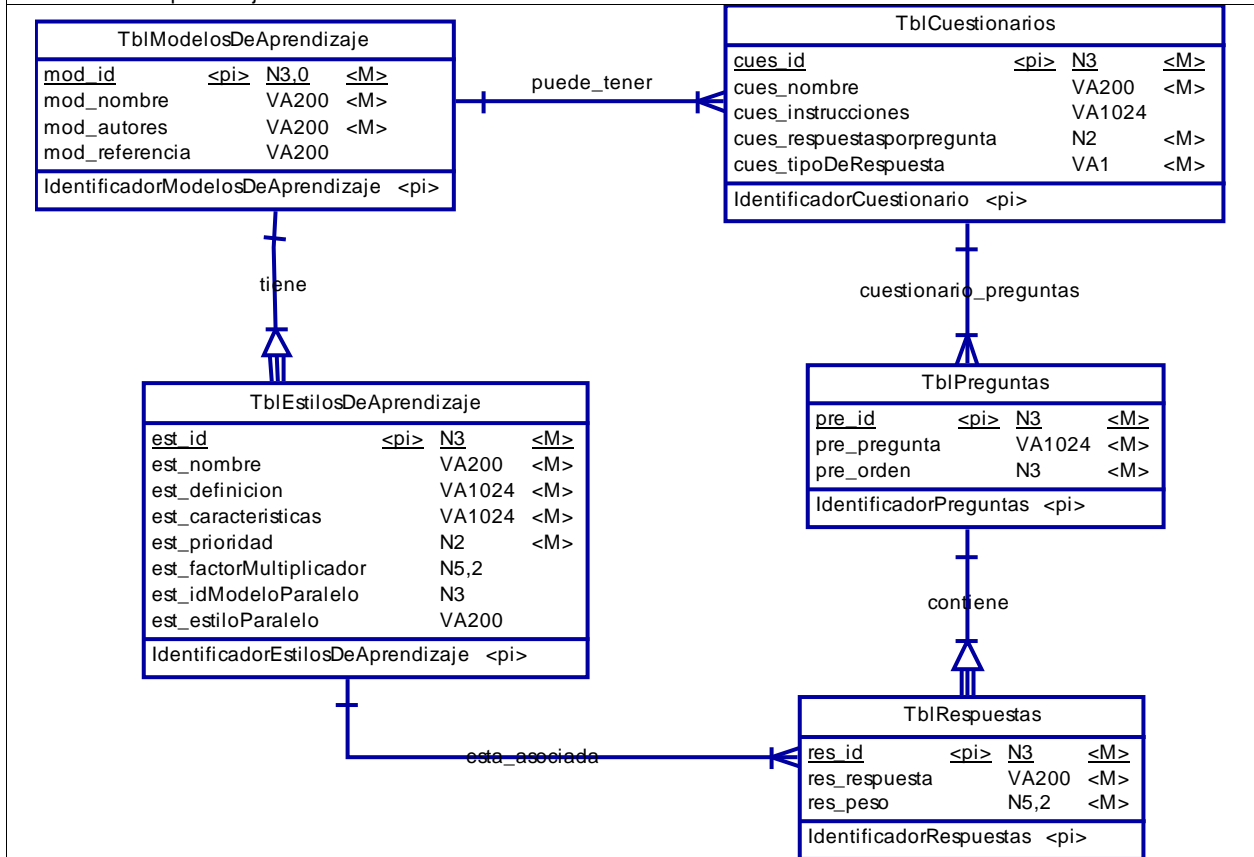 TblModelosDeAprendizaje
mod_id <pi> N3,0 <M>
mod_nombre VA200 <M>
mod_autores VA200 <M>
mod_referencia VA200
IdentificadorModelosDeAprendizaje <pi>
puede_tener
TblCuestionarios
cues_id <pi> N3 <M>
cues_nombre VA200 <M>
cues_instrucciones VA1024
cues_respuestasporpregunta N2 <M>
cues_tipoDeRespuesta VA1 <M>
IdentificadorCuestionario <pi>
tiene
cuestionario_preguntas
TblEstilosDeAprendizaje
est_id <pi> N3 <M>
est_nombre VA200 <M>
est_definicion VA1024 <M>
est_caracteristicas VA1024 <M>
est_prioridad N2 <M>
est_factorMultiplicador N5,2
est_idModeloParalelo N3
est_estiloParalelo VA200
IdentificadorEstilosDeAprendizaje <pi>
TblPreguntas
pre_id <pi> N3 <M>
pre_pregunta VA1024 <M>
pre_orden N3 <M>
IdentificadorPreguntas <pi>
contiene
esta_asociada
TblRespuestas
res_id <pi> N3 <M>
res_respuesta VA200 <M>
res_peso N5,2 <M>
IdentificadorRespuestas <pi>